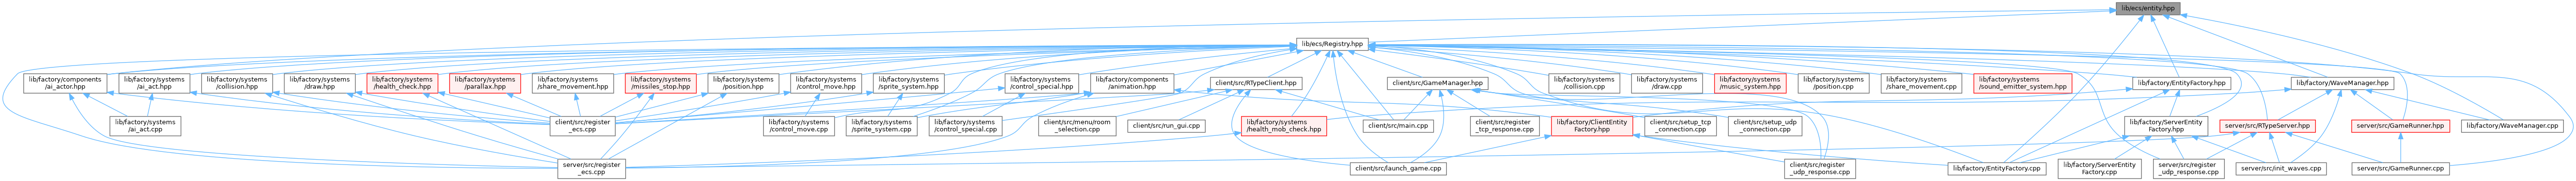 lib/ecs/entity.hpp
lib/ecs/Registry.hpp
lib/factory/components
/ai_actor.hpp
lib/factory/systems
/ai_act.hpp
lib/factory/systems
/collision.hpp
lib/factory/systems
/draw.hpp
lib/factory/systems
/health_check.hpp
lib/factory/systems
/parallax.hpp
lib/factory/systems
/share_movement.hpp
lib/factory/systems
/missiles_stop.hpp
lib/factory/systems
/position.hpp
lib/factory/systems
/control_move.hpp
lib/factory/systems
/sprite_system.hpp
lib/factory/systems
/control_special.hpp
lib/factory/components
/animation.hpp
client/src/RTypeClient.hpp
client/src/GameManager.hpp
lib/factory/systems
/collision.cpp
lib/factory/systems
/draw.cpp
lib/factory/systems
/music_system.hpp
lib/factory/systems
/position.cpp
lib/factory/systems
/share_movement.cpp
lib/factory/systems
/sound_emitter_system.hpp
lib/factory/EntityFactory.hpp
lib/factory/WaveManager.hpp
lib/factory/systems
/ai_act.cpp
client/src/register
_ecs.cpp
lib/factory/systems
/control_move.cpp
lib/factory/systems
/sprite_system.cpp
lib/factory/systems
/control_special.cpp
client/src/menu/room
_selection.cpp
client/src/run_gui.cpp
lib/factory/systems
/health_mob_check.hpp
client/src/main.cpp
client/src/register
_tcp_response.cpp
lib/factory/ClientEntity
Factory.hpp
client/src/setup_tcp
_connection.cpp
client/src/setup_udp
_connection.cpp
lib/factory/ServerEntity
Factory.hpp
server/src/RTypeServer.hpp
server/src/GameRunner.hpp
lib/factory/WaveManager.cpp
server/src/register
_ecs.cpp
client/src/launch_game.cpp
client/src/register
_udp_response.cpp
lib/factory/EntityFactory.cpp
lib/factory/ServerEntity
Factory.cpp
server/src/register
_udp_response.cpp
server/src/init_waves.cpp
server/src/GameRunner.cpp